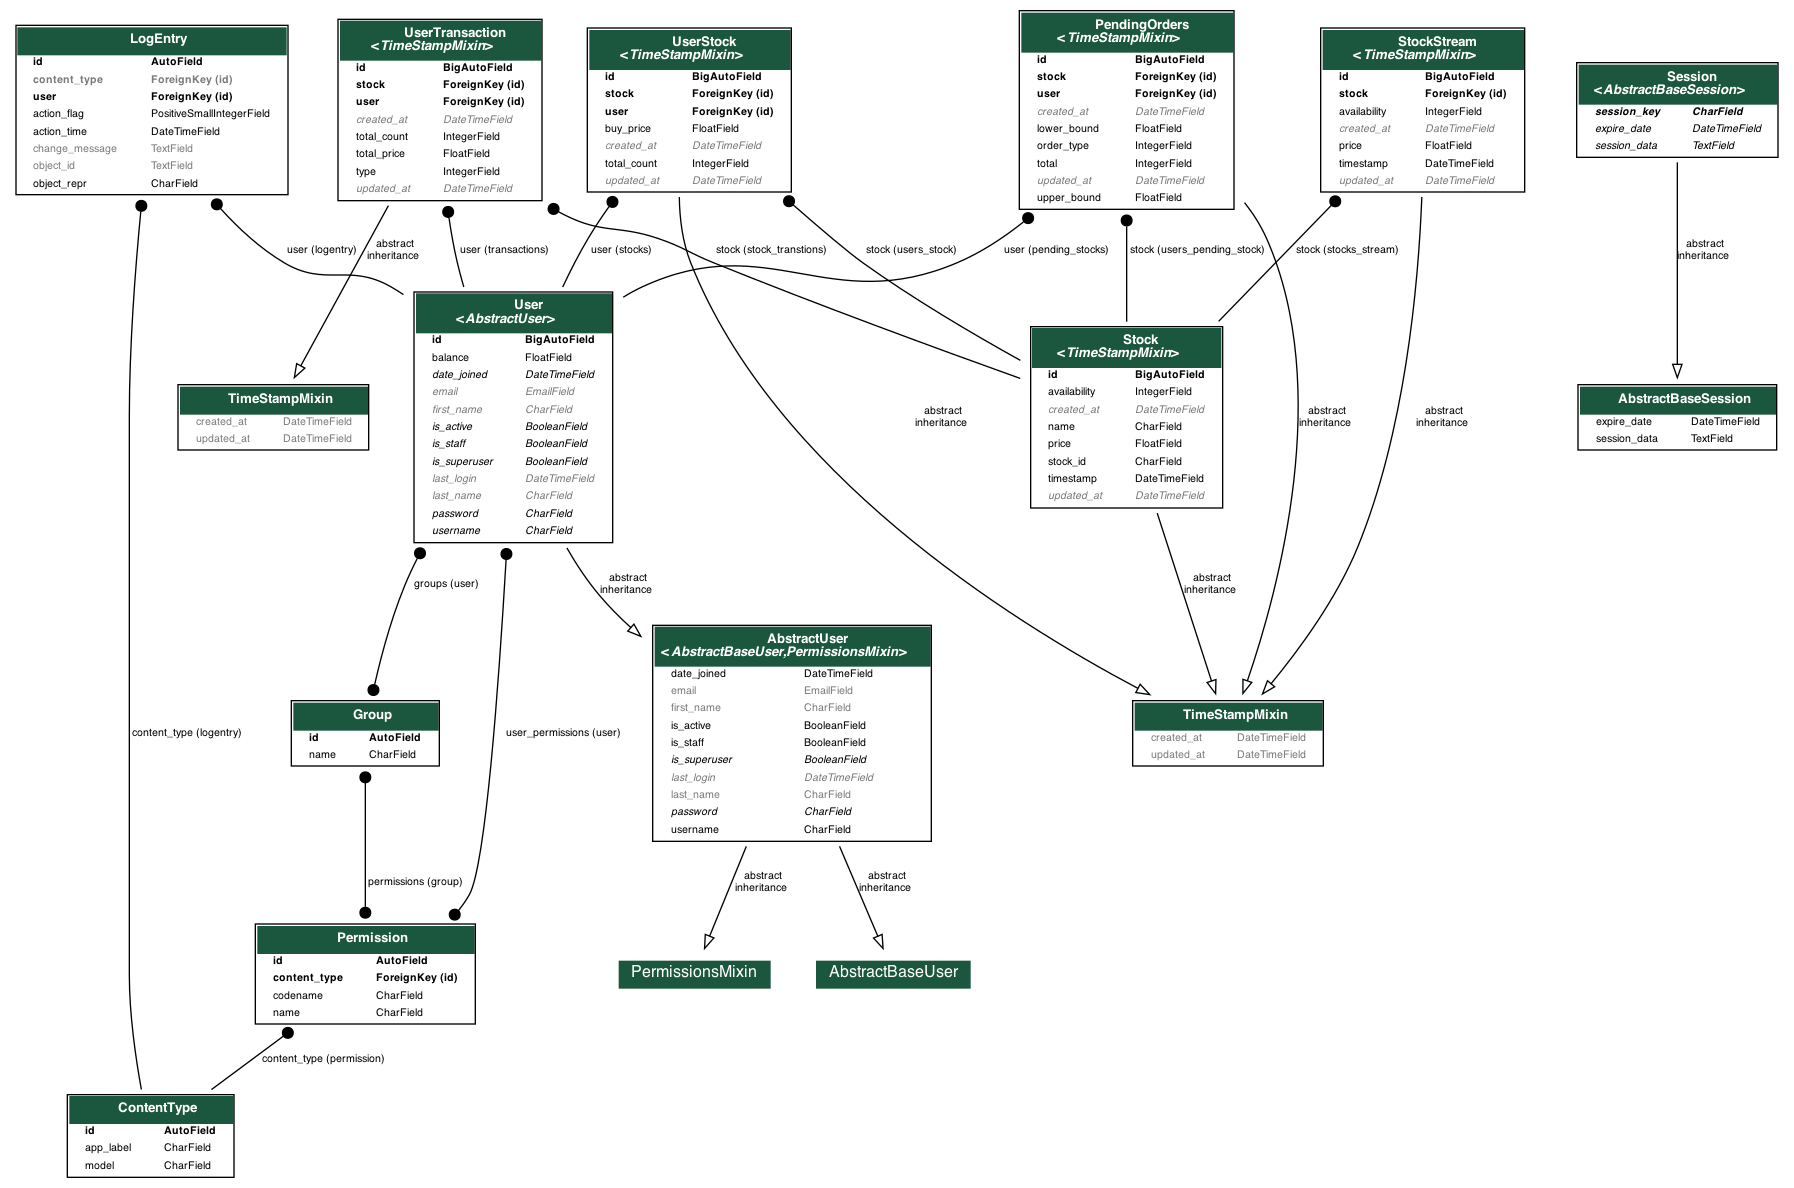 LogEntry
id AutoField
content_type ForeignKey (id)
user ForeignKey (id)
action_flag PositiveSmallIntegerField
action_time DateTimeField
change_message TextField
object_id TextField
object_repr CharField
UserTransaction
<TimeStampMixin>
id BigAutoField
stock ForeignKey (id)
user ForeignKey (id)
created_at DateTimeField
total_count IntegerField
total_price FloatField
type IntegerField
updated_at DateTimeField
UserStock
<TimeStampMixin>
id BigAutoField
stock ForeignKey (id)
user ForeignKey (id)
buy_price FloatField
created_at DateTimeField
total_count IntegerField
updated_at DateTimeField
PendingOrders
<TimeStampMixin>
id BigAutoField
stock ForeignKey (id)
user ForeignKey (id)
created_at DateTimeField
lower_bound FloatField
order_type IntegerField
total IntegerField
updated_at DateTimeField
upper_bound FloatField
StockStream
<TimeStampMixin>
id BigAutoField
stock ForeignKey (id)
availability IntegerField
created_at DateTimeField
price FloatField
timestamp DateTimeField
updated_at DateTimeField
Session
<AbstractBaseSession>
session_key CharField
expire_date DateTimeField
session_data TextField
user (logentry)
abstract
inheritance
user (transactions)
user (stocks)
stock (stock_transtions)
stock (users_stock)
user (pending_stocks)
stock (users_pending_stock)
stock (stocks_stream)
abstract
inheritance
User
<AbstractUser>
id BigAutoField
balance FloatField
date_joined DateTimeField
email EmailField
first_name CharField
is_active BooleanField
is_staff BooleanField
is_superuser BooleanField
last_login DateTimeField
last_name CharField
password CharField
username CharField
Stock
<TimeStampMixin>
id BigAutoField
availability IntegerField
created_at DateTimeField
name CharField
price FloatField
stock_id CharField
timestamp DateTimeField
updated_at DateTimeField
TimeStampMixin
created_at DateTimeField
updated_at DateTimeField
abstract
inheritance
abstract
inheritance
abstract
inheritance
AbstractBaseSession
expire_date DateTimeField
session_data TextField
groups (user)
abstract
inheritance
abstract
inheritance
AbstractUser
<AbstractBaseUser,PermissionsMixin>
date_joined DateTimeField
email EmailField
first_name CharField
is_active BooleanField
is_staff BooleanField
is_superuser BooleanField
last_login DateTimeField
last_name CharField
password CharField
username CharField
Group
id AutoField
name CharField
TimeStampMixin
created_at DateTimeField
updated_at DateTimeField
content_type (logentry)
user_permissions (user)
permissions (group)
abstract
inheritance
abstract
inheritance
Permission
id AutoField
content_type ForeignKey (id)
codename CharField
name CharField
PermissionsMixin
AbstractBaseUser
content_type (permission)
ContentType
id AutoField
app_label CharField
model CharField